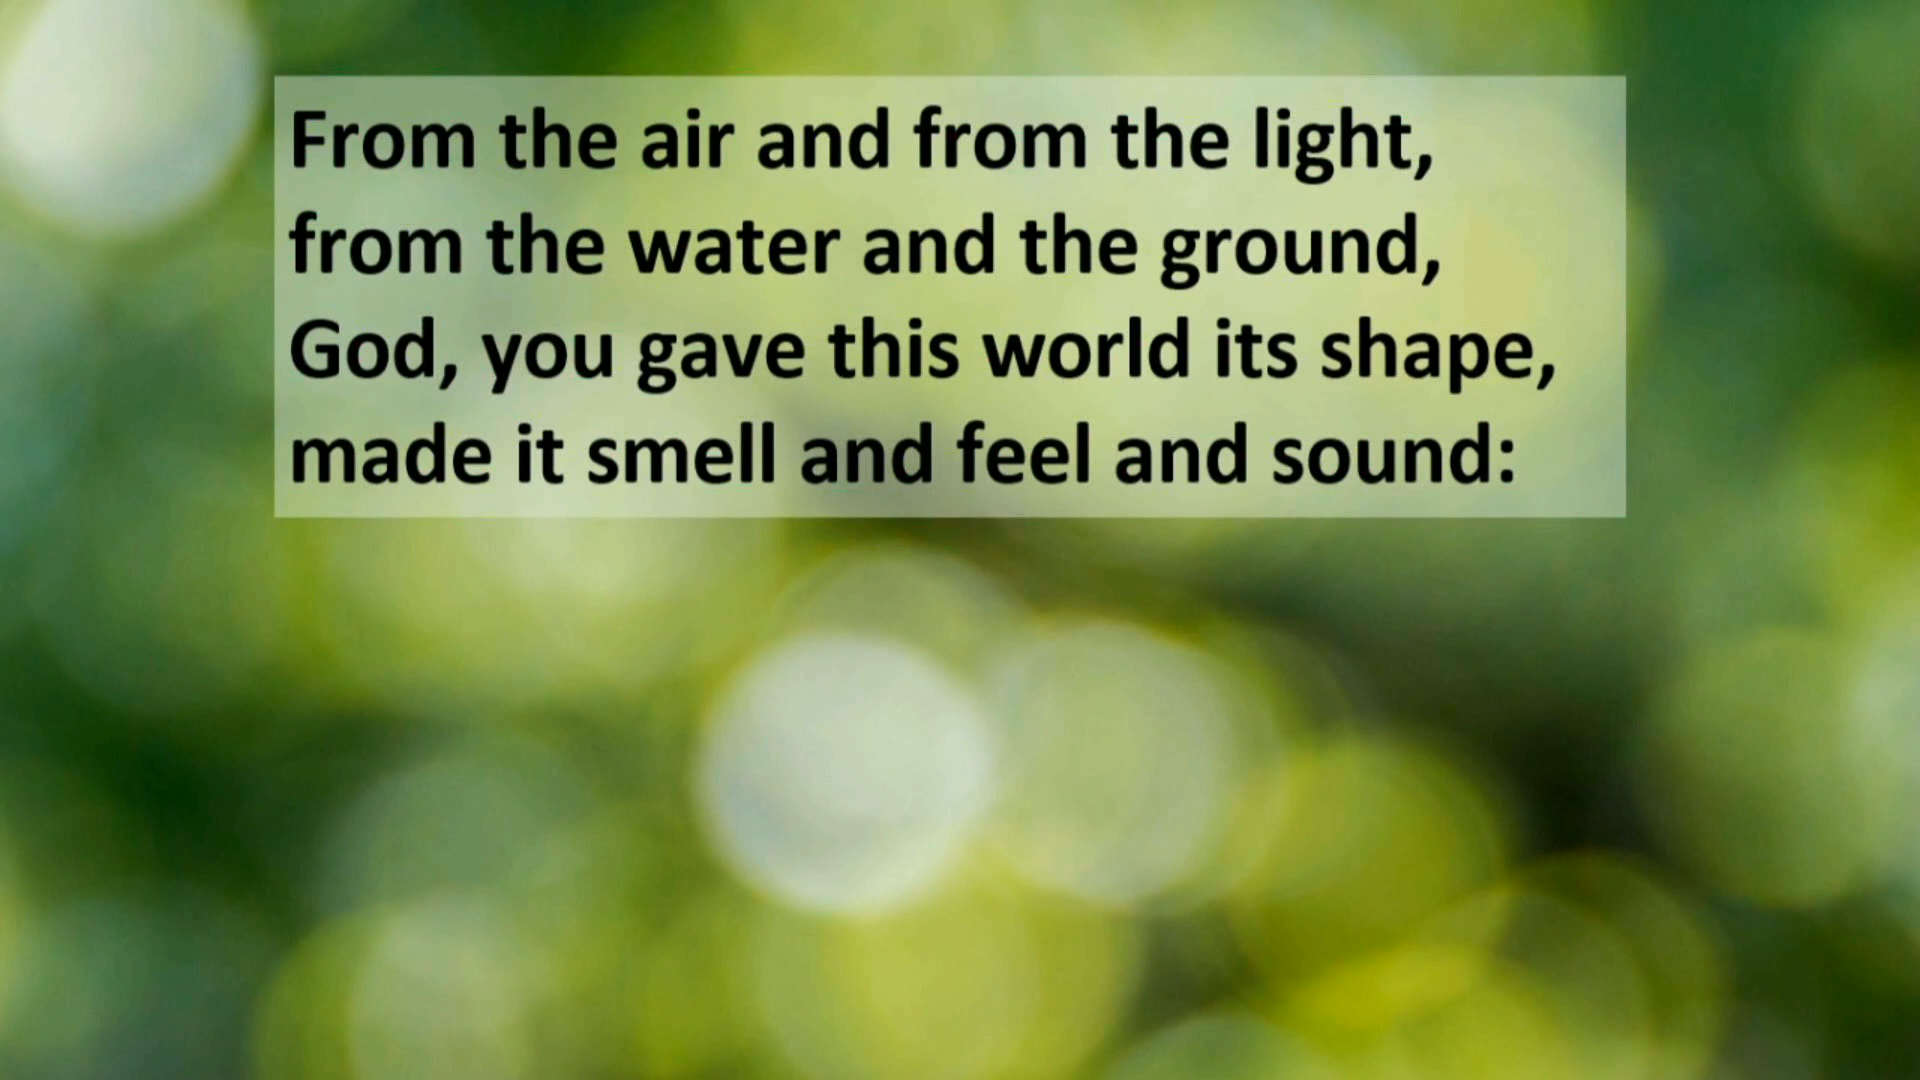 From the air and from the light,
from the water and the ground,
God, you gave this world its shape,
made it smell and feel and sound: